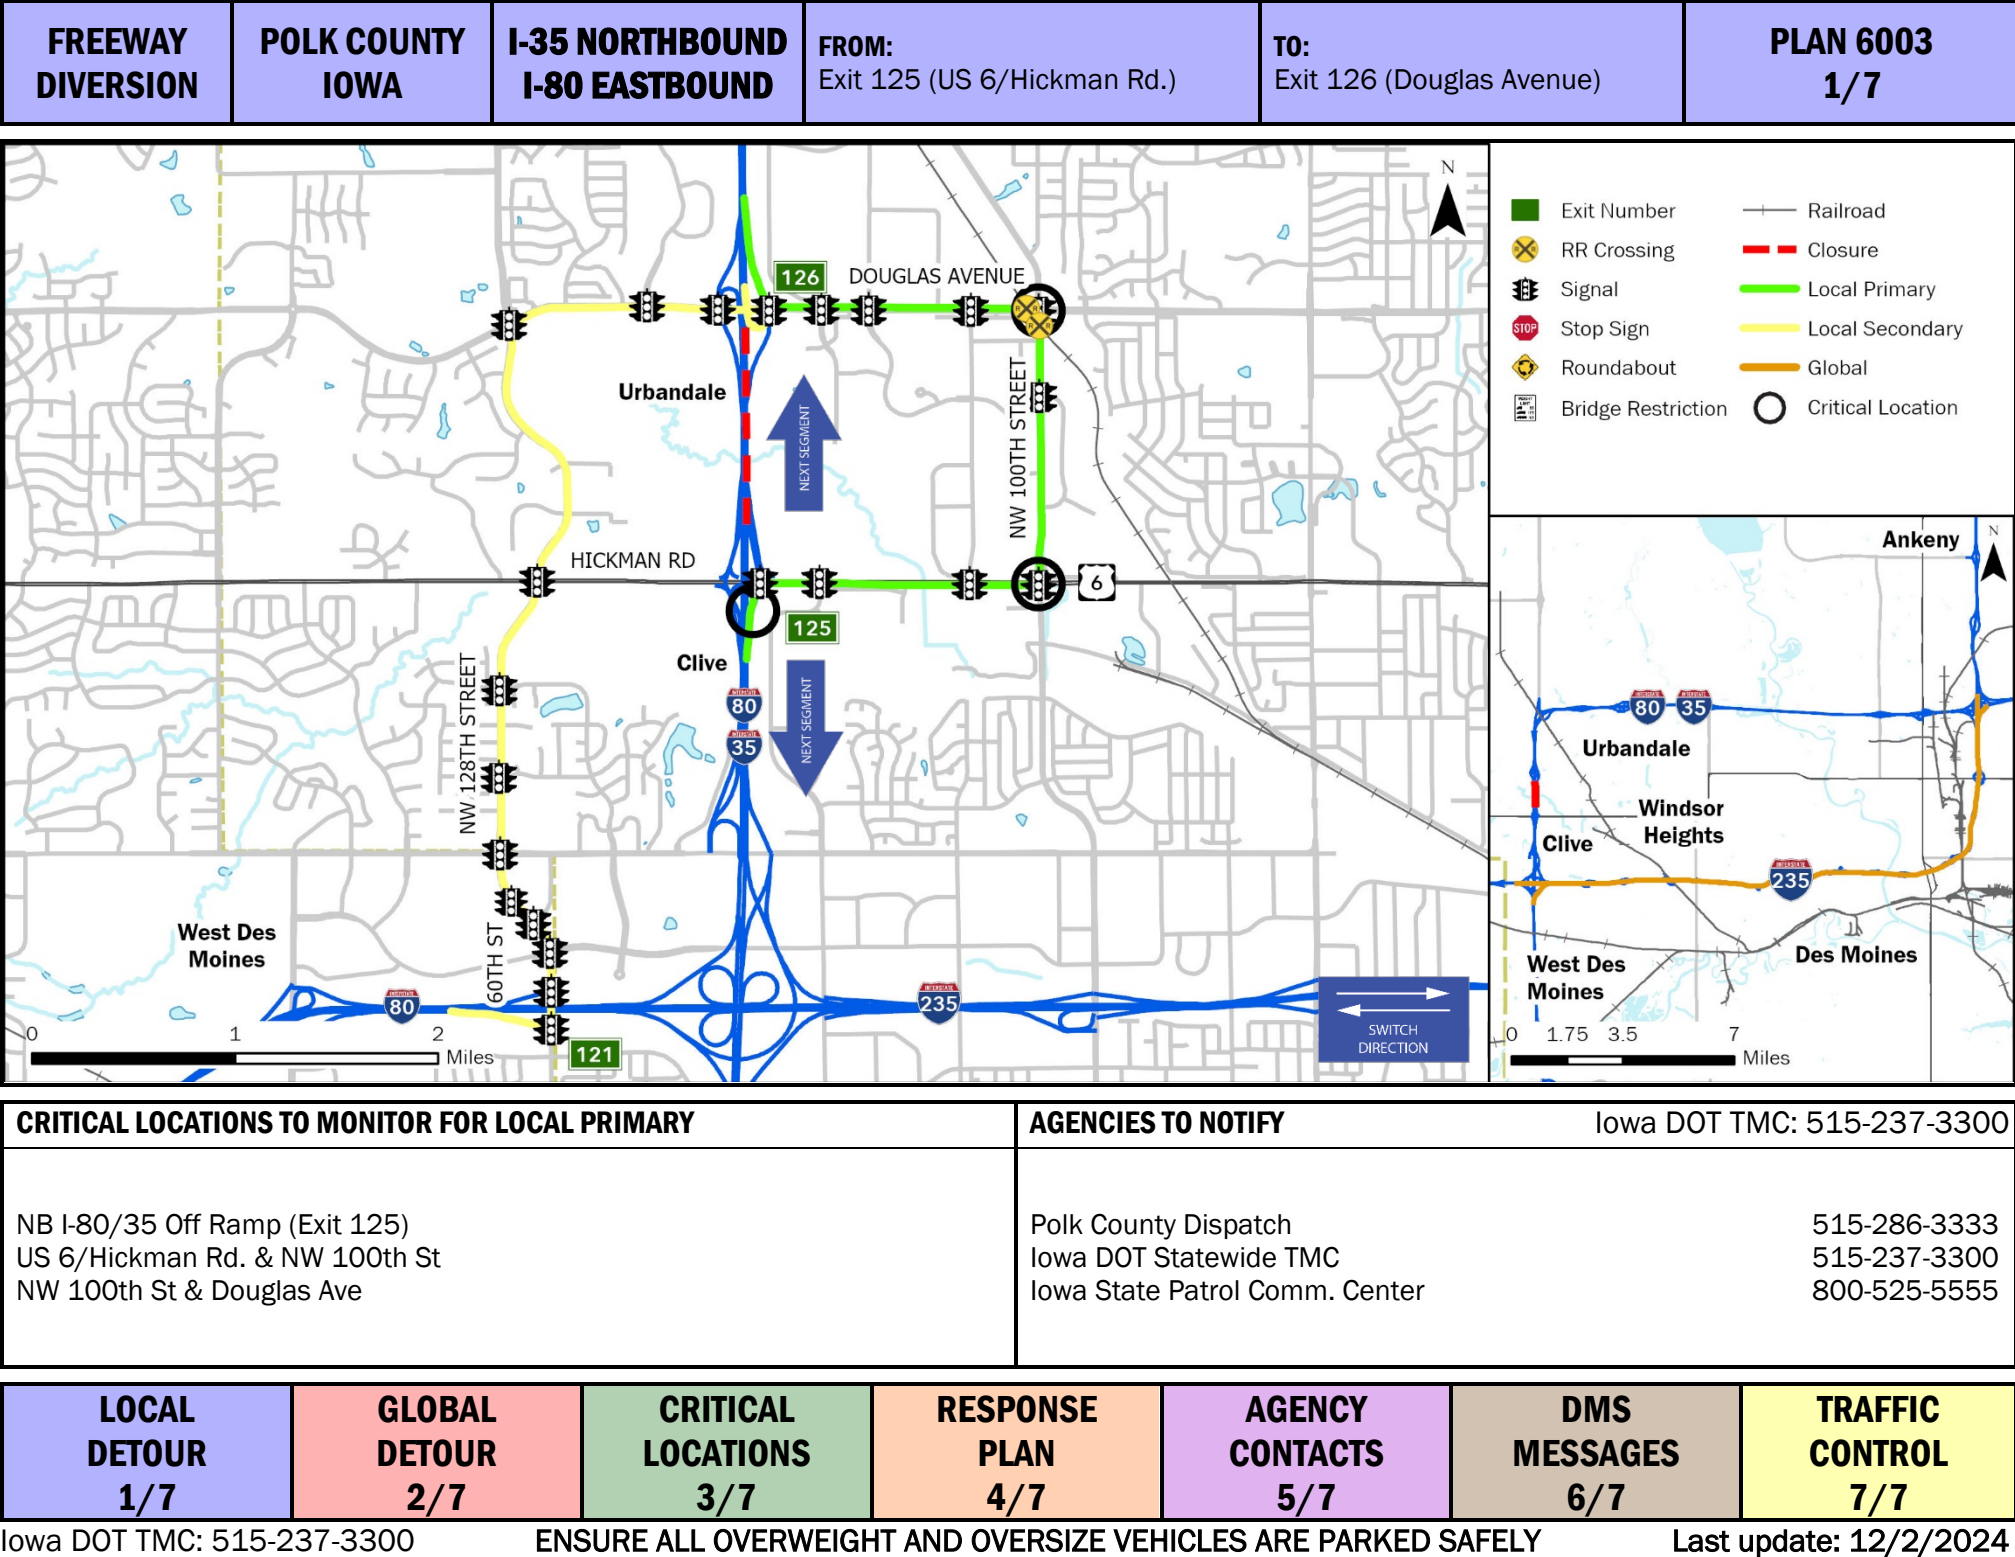 FREEWAY
DIVERSION
POLK COUNTY
IOWA
I-35 NORTHBOUND
I-80 EASTBOUND
FROM:
Exit 125 (US 6/Hickman Rd.)
TO:
Exit 126 (Douglas Avenue)
PLAN 6003
1/7
N
126
DOUGLAS AVENUE
Urbandale
NEXT SEGMENT
NW 100TH STREET
HICKMAN RD
6
125
Clive
NEXT SEGMENT
INTERSTATE
80
INTERSTATE
35
NW 128TH STREET
West Des
Moines
60TH ST
INTERSTATE
80
INTERSTATE
235
121
SWITCH
DIRECTION
0 1 2
Miles
Exit Number
RR Crossing
Signal
STOP
Stop Sign
Roundabout
Bridge Restriction
Railroad
Closure
Local Primary
Local Secondary
Global
Critical Location
Ankeny
N
INTERSTATE
80
INTERSTATE
35
Urbandale
Windsor
Heights
Clive
INTERSTATE
235
Des Moines
West Des
Moines
0 1.75 3.5 7
Miles
CRITICAL LOCATIONS TO MONITOR FOR LOCAL PRIMARY
NB I-80/35 Off Ramp (Exit 125)
US 6/Hickman Rd. & NW 100th St
NW 100th St & Douglas Ave
AGENCIES TO NOTIFY Iowa DOT TMC: 515-237-3300
Polk County Dispatch 515-286-3333
Iowa DOT Statewide TMC 515-237-3300
Iowa State Patrol Comm. Center 800-525-5555
LOCAL
DETOUR
1/7
GLOBAL
DETOUR
2/7
CRITICAL
LOCATIONS
3/7
RESPONSE
PLAN
4/7
AGENCY
CONTACTS
5/7
DMS
MESSAGES
6/7
TRAFFIC
CONTROL
7/7
Iowa DOT TMC: 515-237-3300 ENSURE ALL OVERWEIGHT AND OVERSIZE VEHICLES ARE PARKED SAFELY Last update: 12/2/2024